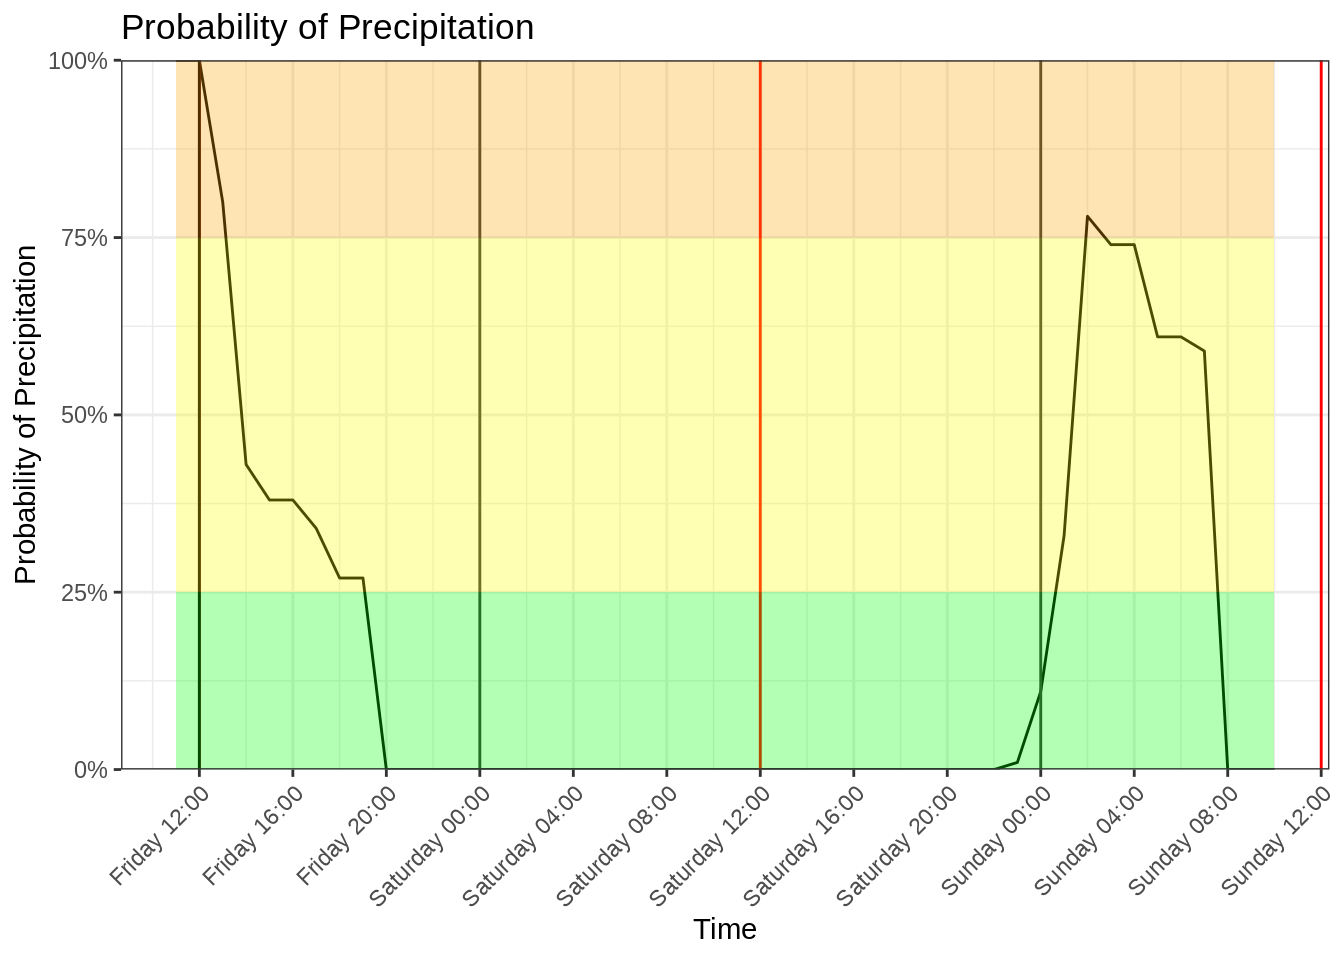 Probability of Precipitation
Probability of Precipitation
100%
75%
50%
25%
0%
Friday 12:00
Friday 16:00
Friday 20:00
Saturday 00:00
Saturday 04:00
Saturday 08:00
Saturday 12:00
Saturday 16:00
Saturday 20:00
Sunday 00:00
Sunday 04:00
Sunday 08:00
Sunday 12:00
Time